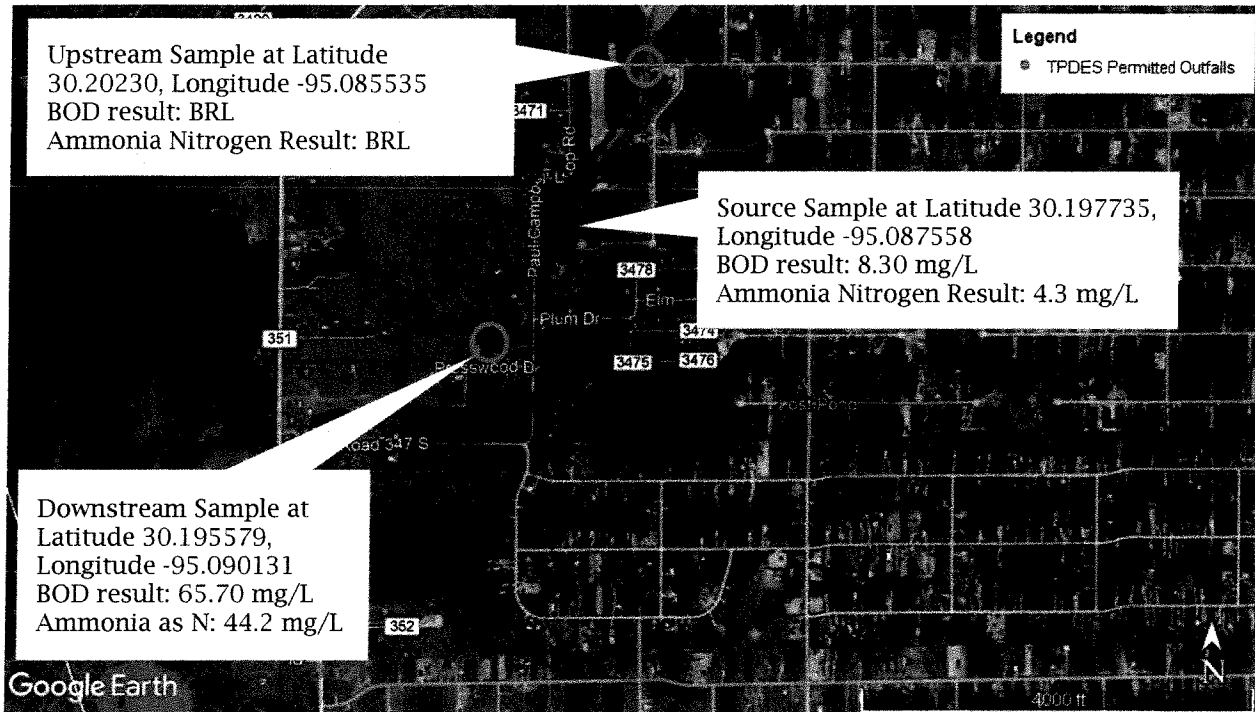 Upstream Sample at Latitude
30.20230, Longitude -95.085535
BOD result: BRL
Ammonia Nitrogen Result: BRL
Legend
TPDES Permitted Outfalls
3471
Source Sample at Latitude 30.197735,
Longitude -95.087558
BOD result: 8.30 mg/L
Ammonia Nitrogen Result: 4.3 mg/L
3478
Elm
Plum Dr
351
3474
3475
3476
Road 347 S
Downstream Sample at
Latitude 30.195579,
Longitude -95.090131
BOD result: 65.70 mg/L
Ammonia as N: 44.2 mg/L
352
N
Google Earth
4000 ft